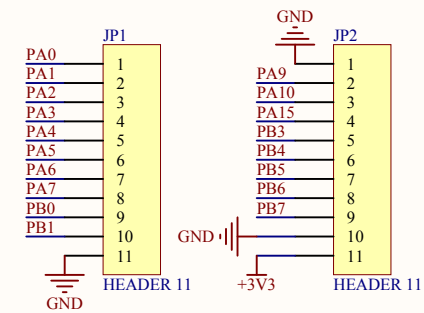 GND
JP1
JP2
PA0
1
1
PA1
2
PA9
2
PA2
3
PA10
3
PA3
4
PA15
4
PA4
5
PB3
5
PA5
6
PB4
6
PA6
7
PB5
7
PA7
8
PB6
8
PB0
9
PB7
9
PB1
10
GND
10
11
11
HEADER 11
+3V3
HEADER 11
GND